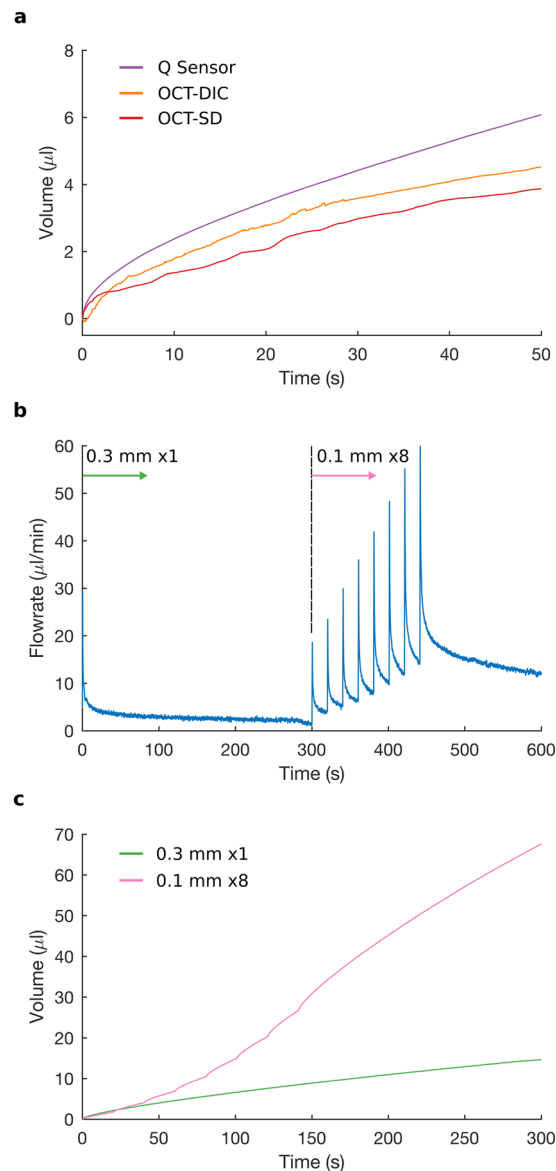 a
8
Q Sensor
OCT-DIC
OCT-SD
6
4
2
0
Volume (μl)
0 10 20 30 40 50
Time (s)
b
60
0.3 mm x1 0.1 mm x8
50
40
30
20
10
0
Flowrate (μl/min)
0 100 200 300 400 500 600
Time (s)
c
70
0.3 mm x1
0.1 mm x8
60
50
40
30
20
10
0
Volume (μl)
0 50 100 150 200 250 300
Time (s)